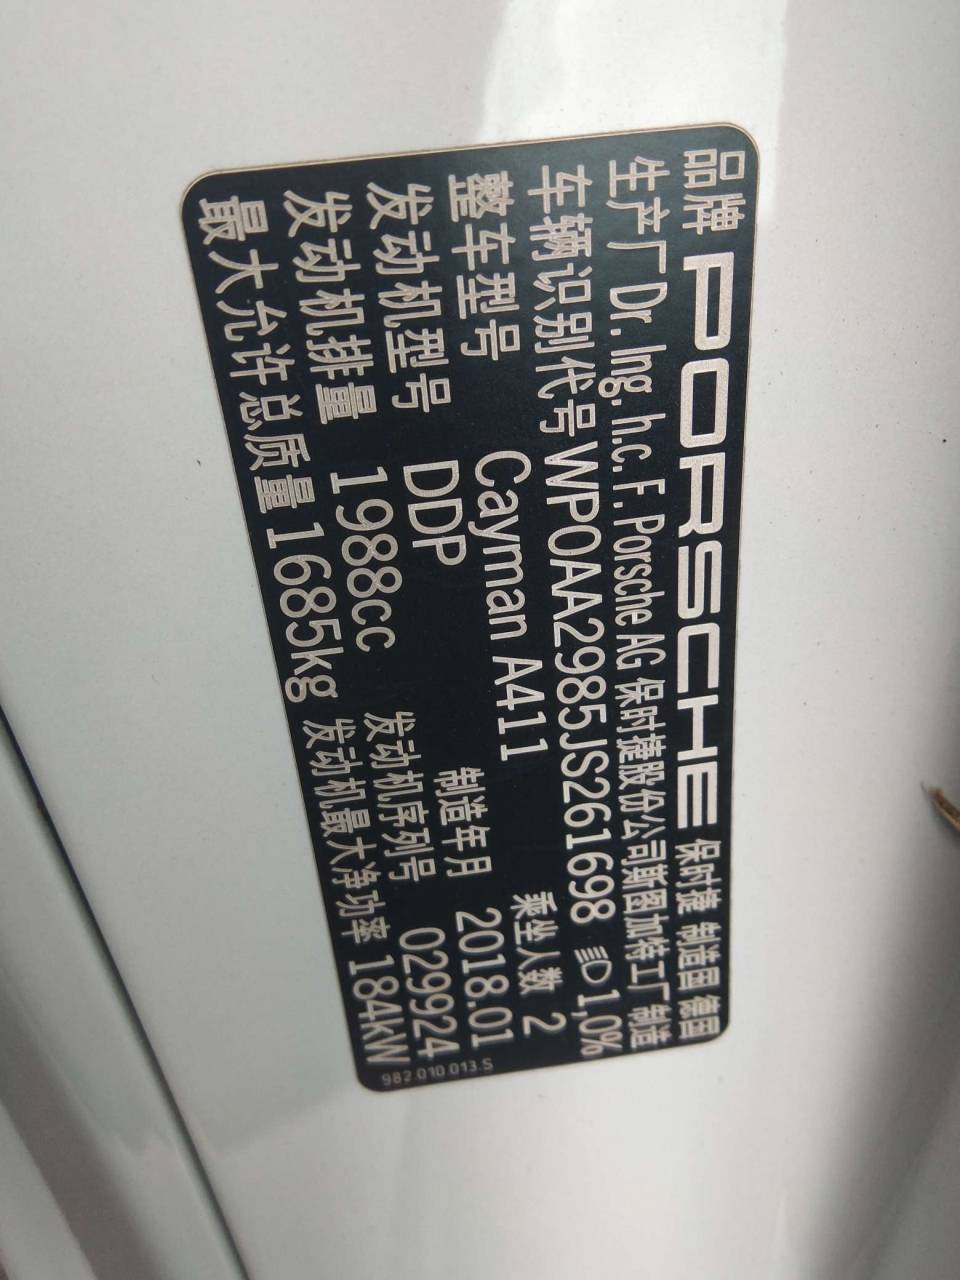 品牌 PORSCHE 保时捷 制造国 德国
生产厂 Dr. Ing. h.c. F. Porsche AG 保时捷股份公司斯图加特工厂 制造
车辆识别代号 WP0AA2985JS261698 1,0%
整车型号 Cayman A411 乘坐人数 2
发动机型号 DDP 制造年月 2018.01
发动机排量 1988cc 发动机序列号 029924
最大允许总质量 1685kg 发动机最大净功率 184kW
982.010.013.S